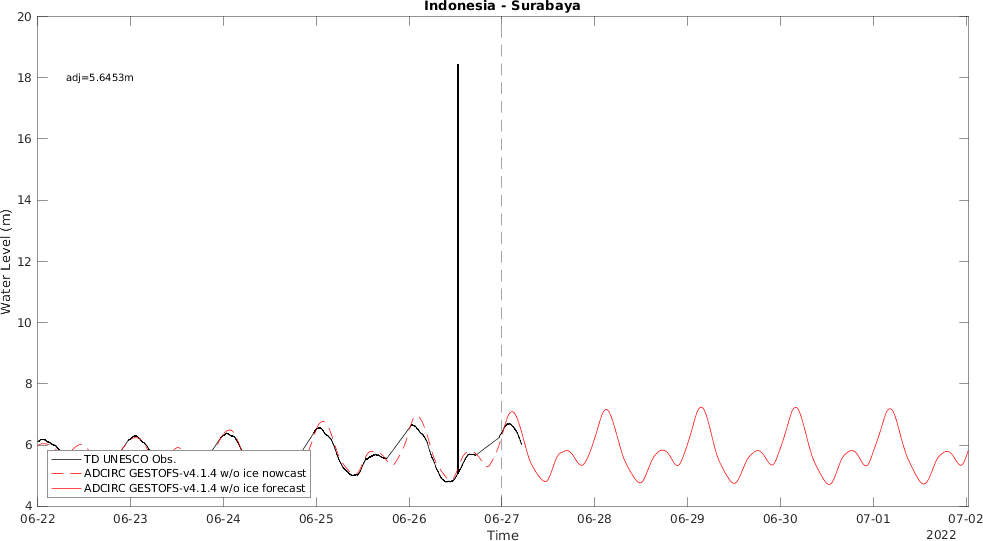 Indonesia - Surabaya
20
18
16
14
12
10
8
6
4
Water Level (m)
adj=5.6453m
TD UNESCO Obs.
ADCIRC GESTOFS-v4.1.4 w/o ice nowcast
ADCIRC GESTOFS-v4.1.4 w/o ice forecast
06-22 06-23 06-24 06-25 06-26 06-27 06-28 06-29 06-30 07-01 07-02
Time
2022